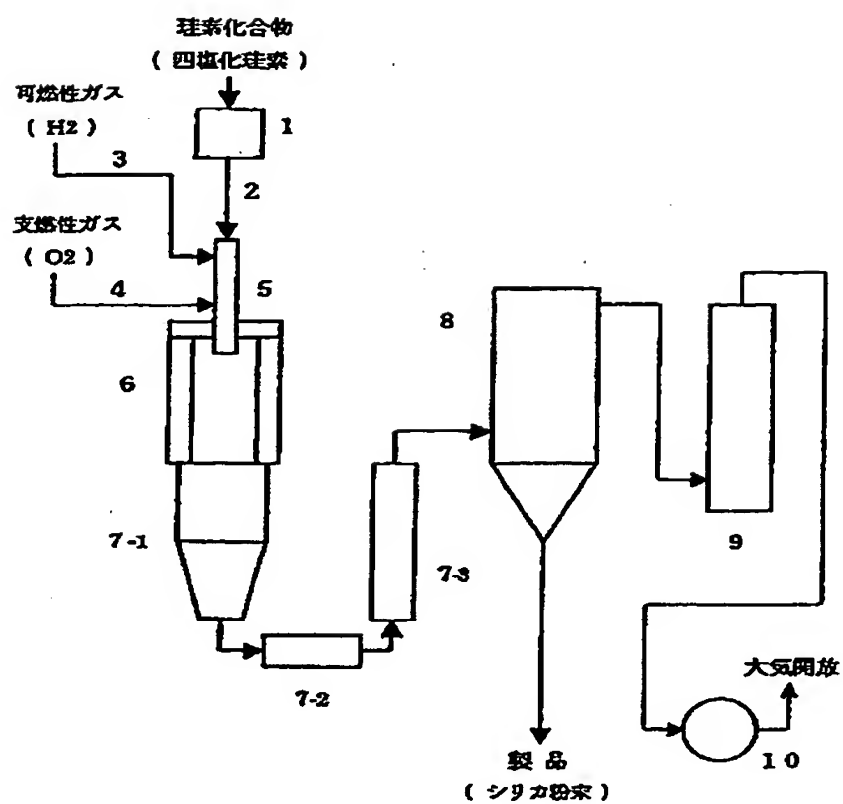 珪素化合物
( 四塩化珪素 )
可燃性ガス
( H2 )
1
3
2
支燃性ガス
( O2 )
4
5
8
6
7-1
7-3
9
7-2
大気開放
10
製品
( シリカ粉末 )